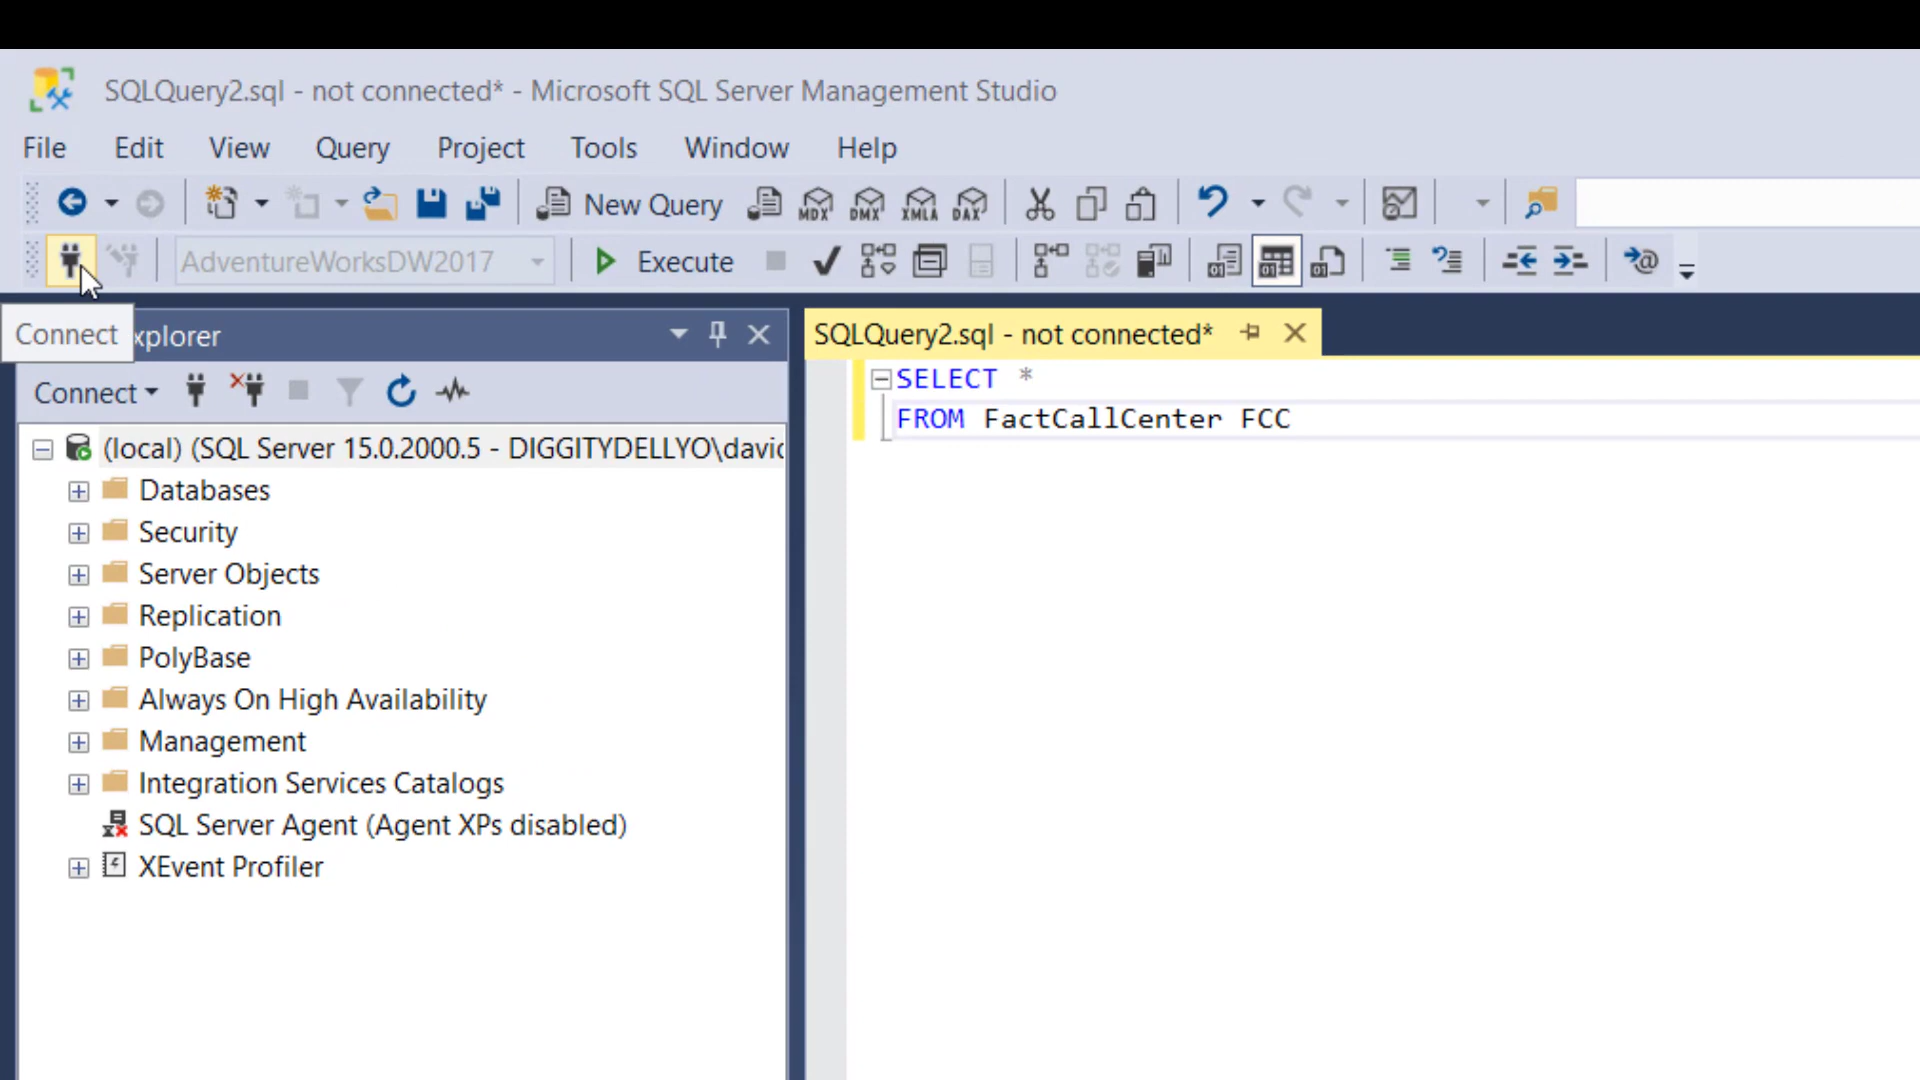 SQLQuery2.sql - not connected* - Microsoft SQL Server Management Studio
File Edit View Query Project Tools Window Help
New Query MDX DMX XMLA DAX
AdventureWorksDW2017 Execute
Connect xplorer
SQLQuery2.sql - not connected*
Connect
SELECT *
FROM FactCallCenter FCC
(local) (SQL Server 15.0.2000.5 - DIGGITYDELLYO\davic
Databases
Security
Server Objects
Replication
PolyBase
Always On High Availability
Management
Integration Services Catalogs
SQL Server Agent (Agent XPs disabled)
XEvent Profiler